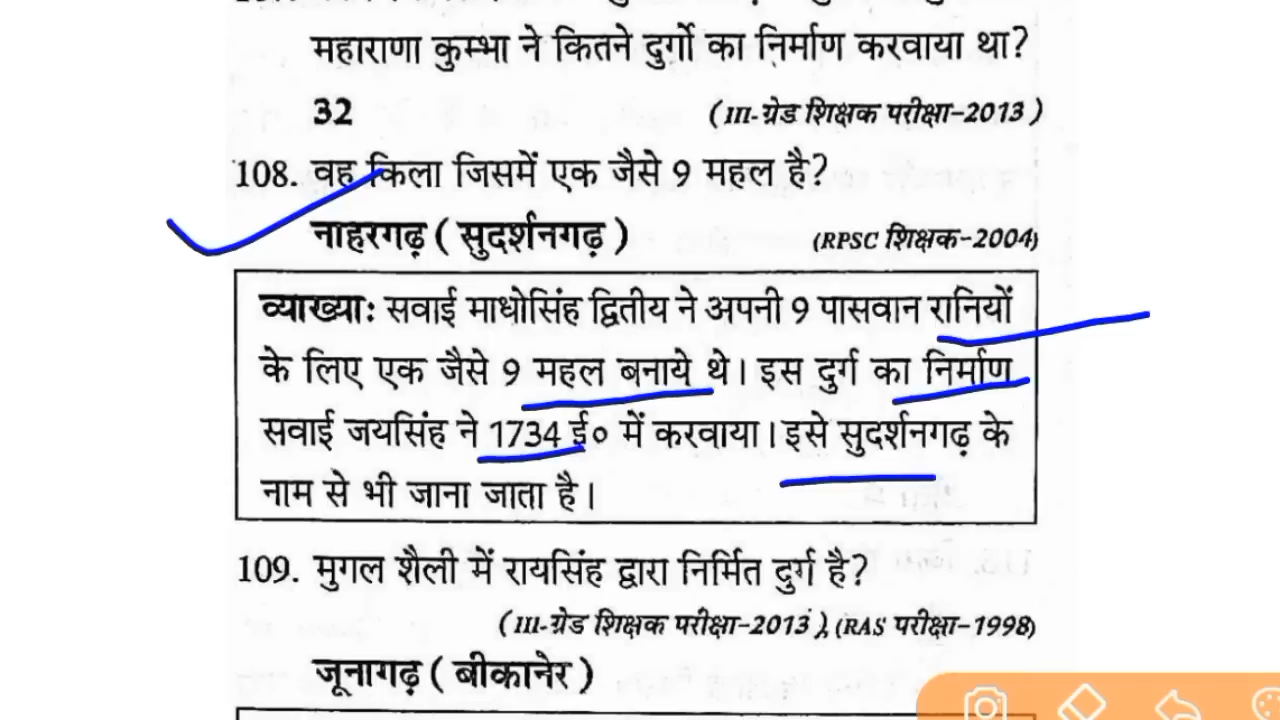 महाराणा कुम्भा ने कितने दुर्गो का निर्माण करवाया था?
32 (III-ग्रेड शिक्षक परीक्षा-2013)
108. वह किला जिसमें एक जैसे 9 महल है?
नाहरगढ़ (सुदर्शनगढ़) (RPSC शिक्षक-2004)
व्याख्याः सवाई माधोसिंह द्वितीय ने अपनी 9 पासवान रानियों
के लिए एक जैसे 9 महल बनाये थे। इस दुर्ग का निर्माण
सवाई जयसिंह ने 1734 ई० में करवाया। इसे सुदर्शनगढ़ के
नाम से भी जाना जाता है।
109. मुगल शैली में रायसिंह द्वारा निर्मित दुर्ग है?
(III-ग्रेड शिक्षक परीक्षा-2013), (RAS परीक्षा-1998)
जूनागढ़ (बीकानेर)